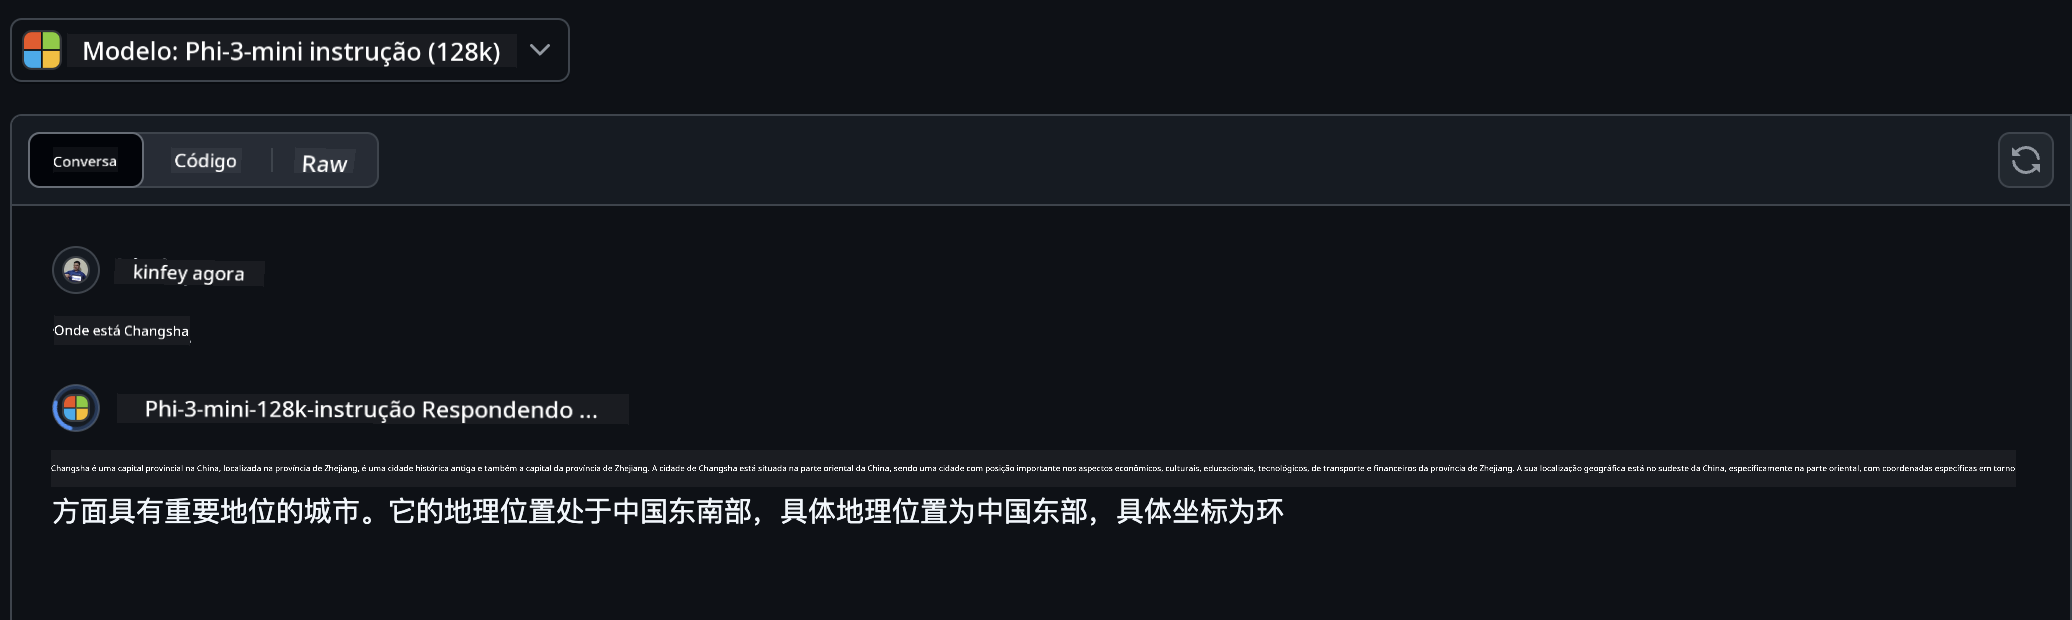 Modelo: Phi-3-mini instrução (128k)
Conversa Código Raw
kinfey agora
Onde está Changsha
Phi-3-mini-128k-instrução Respondendo ...
Changsha é uma capital provincial na China, localizada na província de Zhejiang, é uma cidade histórica antiga e também a capital da província de Zhejiang. A cidade de Changsha está situada na parte oriental da China, sendo uma cidade com posição importante nos aspectos econômicos, culturais, educacionais, tecnológicos, de transporte e financeiros da província de Zhejiang. A sua localização geográfica está no sudeste da China, especificamente na parte oriental, com coordenadas específicas em torno
方面具有重要地位的城市。它的地理位置处于中国东南部，具体地理位置为中国东部，具体坐标为环